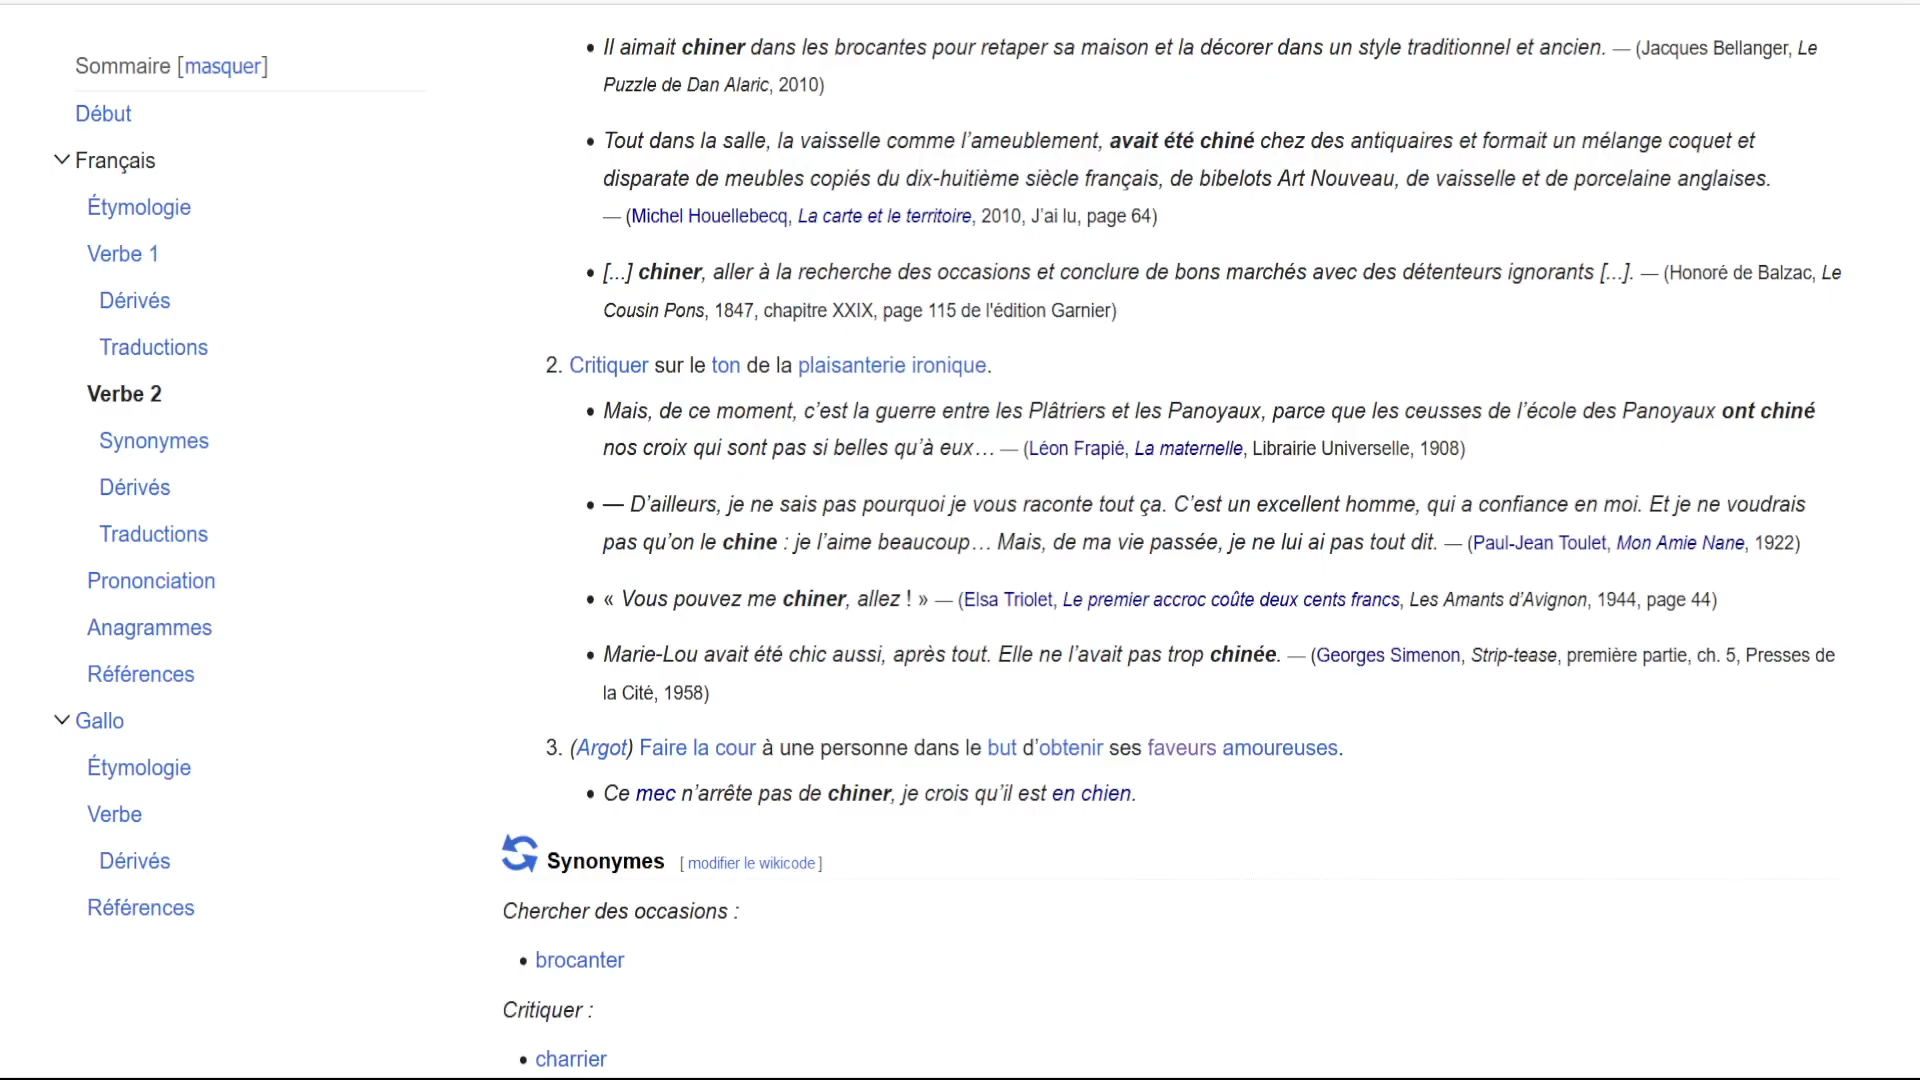 Sommaire [masquer]
Début
Français
Étymologie
Verbe 1
Dérivés
Traductions
Verbe 2
Synonymes
Dérivés
Traductions
Prononciation
Anagrammes
Références
Gallo
Étymologie
Verbe
Dérivés
Références
• Il aimait chiner dans les brocantes pour retaper sa maison et la décorer dans un style traditionnel et ancien. — (Jacques Bellanger, Le
Puzzle de Dan Alaric, 2010)
• Tout dans la salle, la vaisselle comme l’ameublement, avait été chiné chez des antiquaires et formait un mélange coquet et
disparate de meubles copiés du dix-huitième siècle français, de bibelots Art Nouveau, de vaisselle et de porcelaine anglaises.
— (Michel Houellebecq, La carte et le territoire, 2010, J’ai lu, page 64)
• [...] chiner, aller à la recherche des occasions et conclure de bons marchés avec des détenteurs ignorants [...]. — (Honoré de Balzac, Le
Cousin Pons, 1847, chapitre XXIX, page 115 de l'édition Garnier)
2. Critiquer sur le ton de la plaisanterie ironique.
• Mais, de ce moment, c’est la guerre entre les Plâtriers et les Panoyaux, parce que les ceusses de l’école des Panoyaux ont chiné
nos croix qui sont pas si belles qu’à eux… — (Léon Frapié, La maternelle, Librairie Universelle, 1908)
• — D’ailleurs, je ne sais pas pourquoi je vous raconte tout ça. C’est un excellent homme, qui a confiance en moi. Et je ne voudrais
pas qu’on le chine : je l’aime beaucoup… Mais, de ma vie passée, je ne lui ai pas tout dit. — (Paul-Jean Toulet, Mon Amie Nane, 1922)
• « Vous pouvez me chiner, allez ! » — (Elsa Triolet, Le premier accroc coûte deux cents francs, Les Amants d’Avignon, 1944, page 44)
• Marie-Lou avait été chic aussi, après tout. Elle ne l’avait pas trop chinée. — (Georges Simenon, Strip-tease, première partie, ch. 5, Presses de
la Cité, 1958)
3. (Argot) Faire la cour à une personne dans le but d’obtenir ses faveurs amoureuses.
• Ce mec n’arrête pas de chiner, je crois qu’il est en chien.
Synonymes [ modifier le wikicode ]
Chercher des occasions :
• brocanter
Critiquer :
• charrier